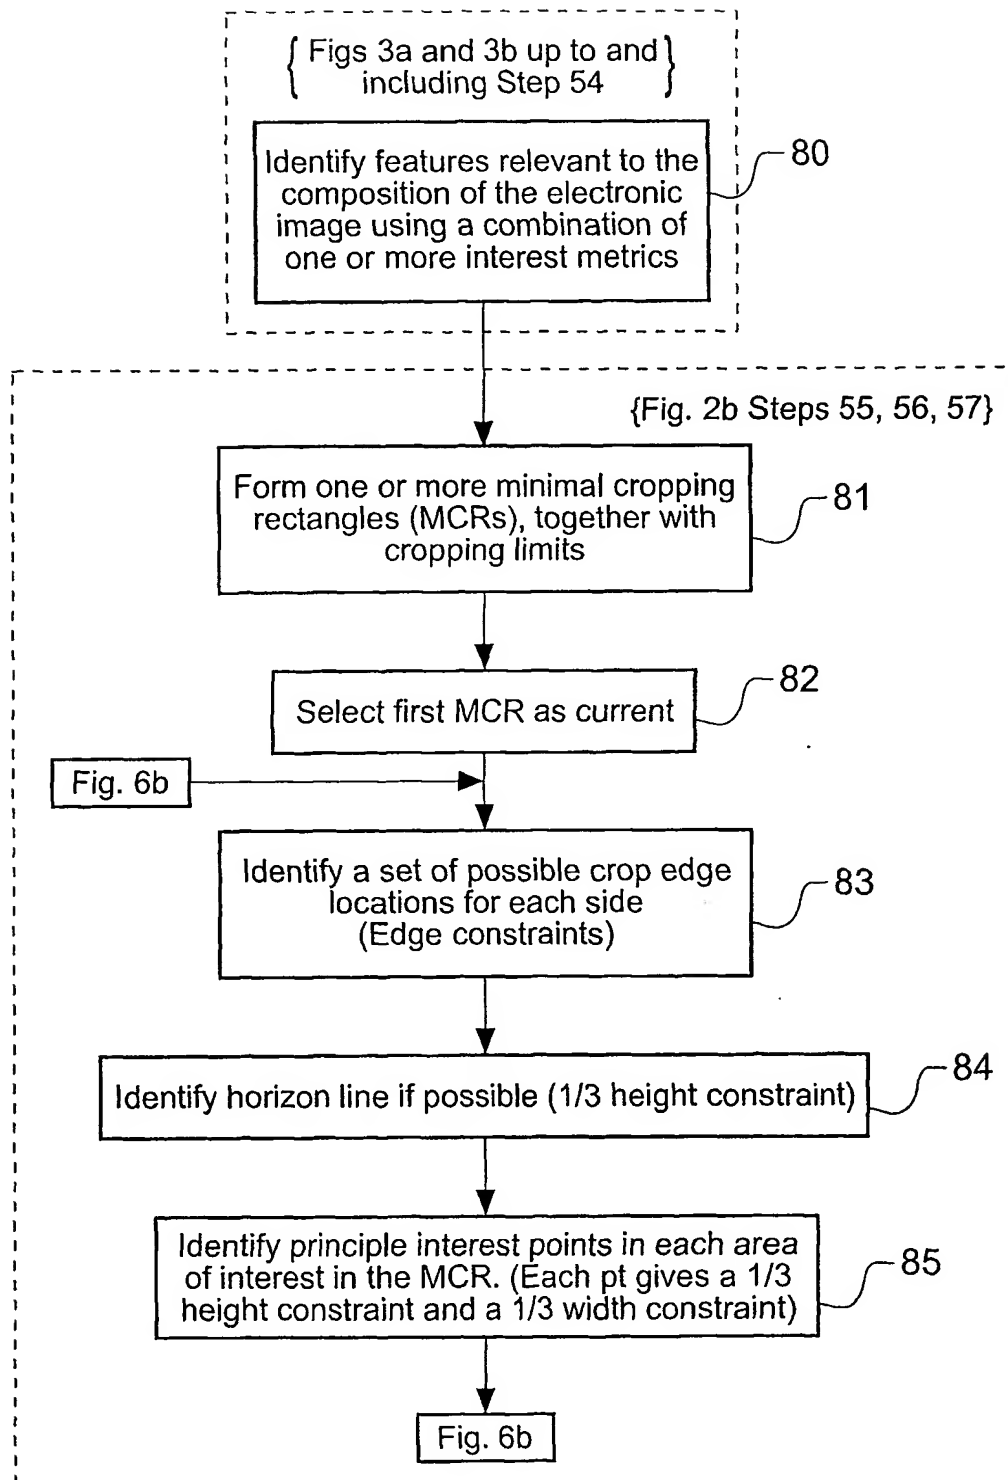 { Figs 3a and 3b up to and }
including Step 54
Identify features relevant to the
composition of the electronic
image using a combination of
one or more interest metrics
80
{Fig. 2b Steps 55, 56, 57}
Form one or more minimal cropping
rectangles (MCRs), together with
cropping limits
81
Select first MCR as current
82
Fig. 6b
Identify a set of possible crop edge
locations for each side
(Edge constraints)
83
Identify horizon line if possible (1/3 height constraint)
84
Identify principle interest points in each area
of interest in the MCR. (Each pt gives a 1/3
height constraint and a 1/3 width constraint)
85
Fig. 6b